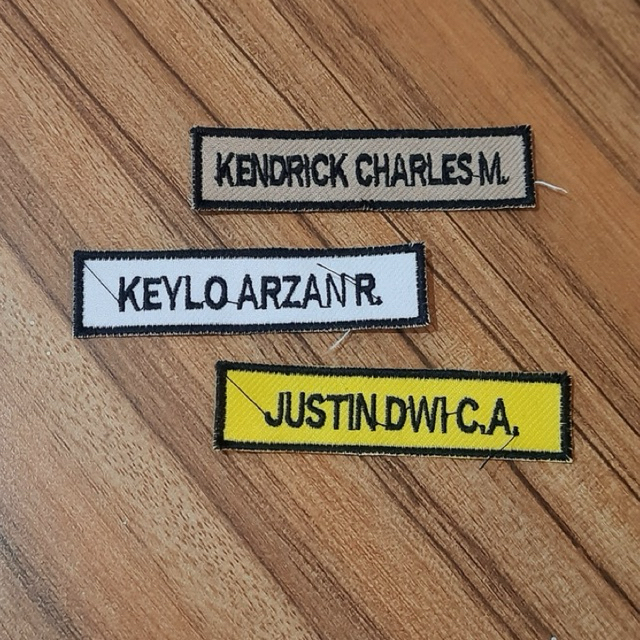 KENDRICK CHARLES M.
KEYLO ARZAN R.
JUSTIN DWI C.A.